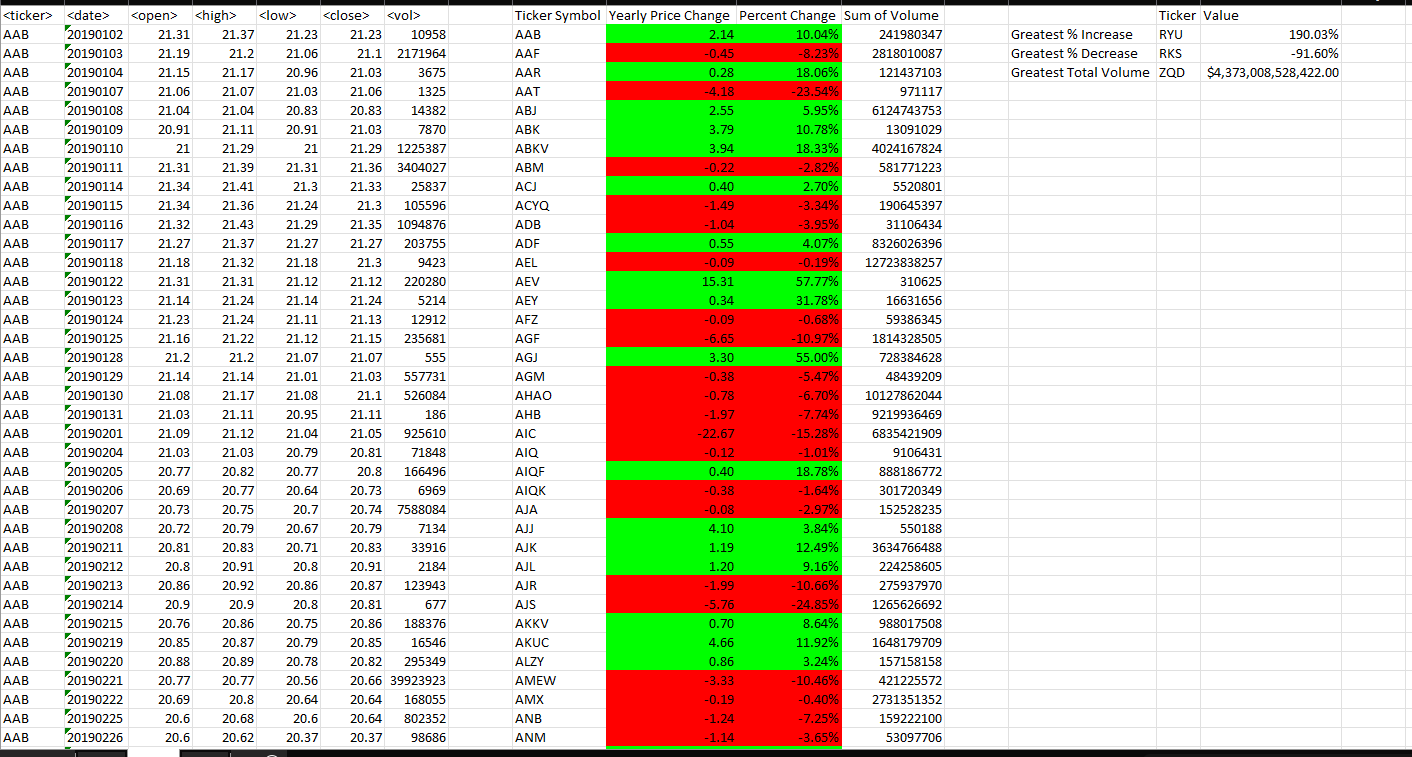 <ticker> <date> <open> <high> <low> <close> <vol> Ticker Symbol Yearly Price Change Percent Change Sum of Volume Ticker Value
AAB 20190102 21.31 21.37 21.23 21.23 10958 AAB 2.14 10.04% 241980347 Greatest % Increase RYU 190.03%
AAB 20190103 21.19 21.2 21.06 21.1 2171964 AAF -0.45 -8.23% 2818010087 Greatest % Decrease RKS -91.60%
AAB 20190104 21.15 21.17 20.96 21.03 3675 AAR 0.28 18.06% 121437103 Greatest Total Volume ZQD $4,373,008,528,422.00
AAB 20190107 21.06 21.07 21.03 21.06 1325 AAT -4.18 -23.54% 971117
AAB 20190108 21.04 21.04 20.83 20.83 14382 ABJ 2.55 5.95% 6124743753
AAB 20190109 20.91 21.11 20.91 21.03 7870 ABK 3.79 10.78% 13091029
AAB 20190110 21 21.29 21 21.29 1225387 ABKV 3.94 18.33% 4024167824
AAB 20190111 21.31 21.39 21.31 21.36 3404027 ABM -0.22 -2.82% 581771223
AAB 20190114 21.34 21.41 21.3 21.33 25837 ACJ 0.40 2.70% 5520801
AAB 20190115 21.34 21.36 21.24 21.3 105596 ACYQ -1.49 -3.34% 190645397
AAB 20190116 21.32 21.43 21.29 21.35 1094876 ADB -1.04 -3.95% 31106434
AAB 20190117 21.27 21.37 21.27 21.27 203755 ADF 0.55 4.07% 8326026396
AAB 20190118 21.18 21.32 21.18 21.3 9423 AEL -0.09 -0.19% 12723838257
AAB 20190122 21.31 21.31 21.12 21.12 220280 AEV 15.31 57.77% 310625
AAB 20190123 21.14 21.24 21.14 21.24 5214 AEY 0.34 31.78% 16631656
AAB 20190124 21.23 21.24 21.11 21.13 12912 AFZ -0.09 -0.68% 59386345
AAB 20190125 21.16 21.22 21.12 21.15 235681 AGF -6.65 -10.97% 1814328505
AAB 20190128 21.2 21.2 21.07 21.07 555 AGJ 3.30 55.00% 728384628
AAB 20190129 21.14 21.14 21.01 21.03 557731 AGM -0.38 -5.47% 48439209
AAB 20190130 21.08 21.17 21.08 21.1 526084 AHAO -0.78 -6.70% 10127862044
AAB 20190131 21.03 21.11 20.95 21.11 186 AHB -1.97 -7.74% 9219936469
AAB 20190201 21.09 21.12 21.04 21.05 925610 AIC -22.67 -15.28% 6835421909
AAB 20190204 21.03 21.03 20.79 20.81 71848 AIQ -0.12 -1.01% 9106431
AAB 20190205 20.77 20.82 20.77 20.8 166496 AIQF 0.40 18.78% 888186772
AAB 20190206 20.69 20.77 20.64 20.73 6969 AIQK -0.38 -1.64% 301720349
AAB 20190207 20.73 20.75 20.7 20.74 7588084 AJA -0.08 -2.97% 152528235
AAB 20190208 20.72 20.79 20.67 20.79 7134 AJJ 4.10 3.84% 550188
AAB 20190211 20.81 20.83 20.71 20.83 33916 AJK 1.19 12.49% 3634766488
AAB 20190212 20.8 20.91 20.8 20.91 2184 AJL 1.20 9.16% 224258605
AAB 20190213 20.86 20.92 20.86 20.87 123943 AJR -1.99 -10.66% 275937970
AAB 20190214 20.9 20.9 20.8 20.81 677 AJS -5.76 -24.85% 1265626692
AAB 20190215 20.76 20.86 20.75 20.86 188376 AKKV 0.70 8.64% 988017508
AAB 20190219 20.85 20.87 20.79 20.85 16546 AKUC 4.66 11.92% 1648179709
AAB 20190220 20.88 20.89 20.78 20.82 295349 ALZY 0.86 3.24% 157158158
AAB 20190221 20.77 20.77 20.56 20.66 39923923 AMEW -3.33 -10.46% 421225572
AAB 20190222 20.69 20.8 20.64 20.64 168055 AMX -0.19 -0.40% 2731351352
AAB 20190225 20.6 20.68 20.6 20.64 802352 ANB -1.24 -7.25% 159222100
AAB 20190226 20.6 20.62 20.37 20.37 98686 ANM -1.14 -3.65% 53097706